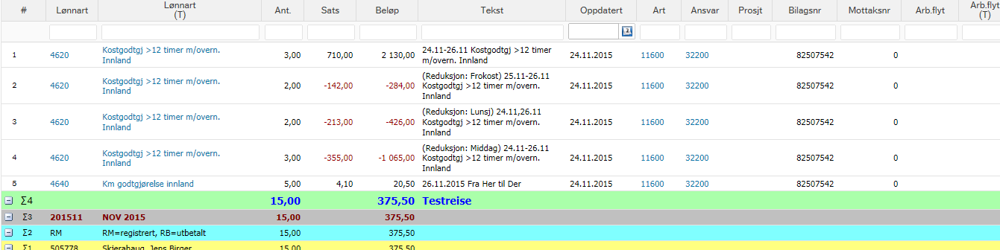 # Lønnart Lønnart (T) Ant. Sats Beløp Tekst Oppdatert Art Ansvar Prosjt Bilagsnr Mottaksnr Arb.flyt Arb.flyt (T)
1 4620 Kostgodtgj >12 timer m/overn. 3,00 710,00 2 130,00 24.11-26.11 Kostgodtgj >12 timer 24.11.2015 11600 32200 82507542 0
Innland m/overn. Innland
(Reduksjon: Frokost) 25.11-26.11
2 4620 Kostgodtgj >12 timer m/overn. 2,00 -142,00 -284,00 Kostgodtgj >12 timer m/overn. 24.11.2015 11600 32200 82507542 0
Innland Innland
(Reduksjon: Lunsj) 24.11,26.11
3 4620 Kostgodtgj >12 timer m/overn. 2,00 -213,00 -426,00 Kostgodtgj >12 timer m/overn. 24.11.2015 11600 32200 82507542 0
Innland Innland
(Reduksjon: Middag) 24.11-26.11
4 4620 Kostgodtgj >12 timer m/overn. 3,00 -355,00 -1 065,00 Kostgodtgj >12 timer m/overn. 24.11.2015 11600 32200 82507542 0
Innland Innland
5 4640 Km godtgjørelse innland 5,00 4,10 20,50 26.11.2015 Fra Her til Der 24.11.2015 11600 32200 82507542 0
Σ4 15,00 375,50 Testreise
Σ3 201511 NOV 2015 15,00 375,50
Σ2 RM RM=registrert, RB=utbetalt 15,00 375,50
Σ1 505778 Skjerahaug, Jens Birger 15,00 375,50